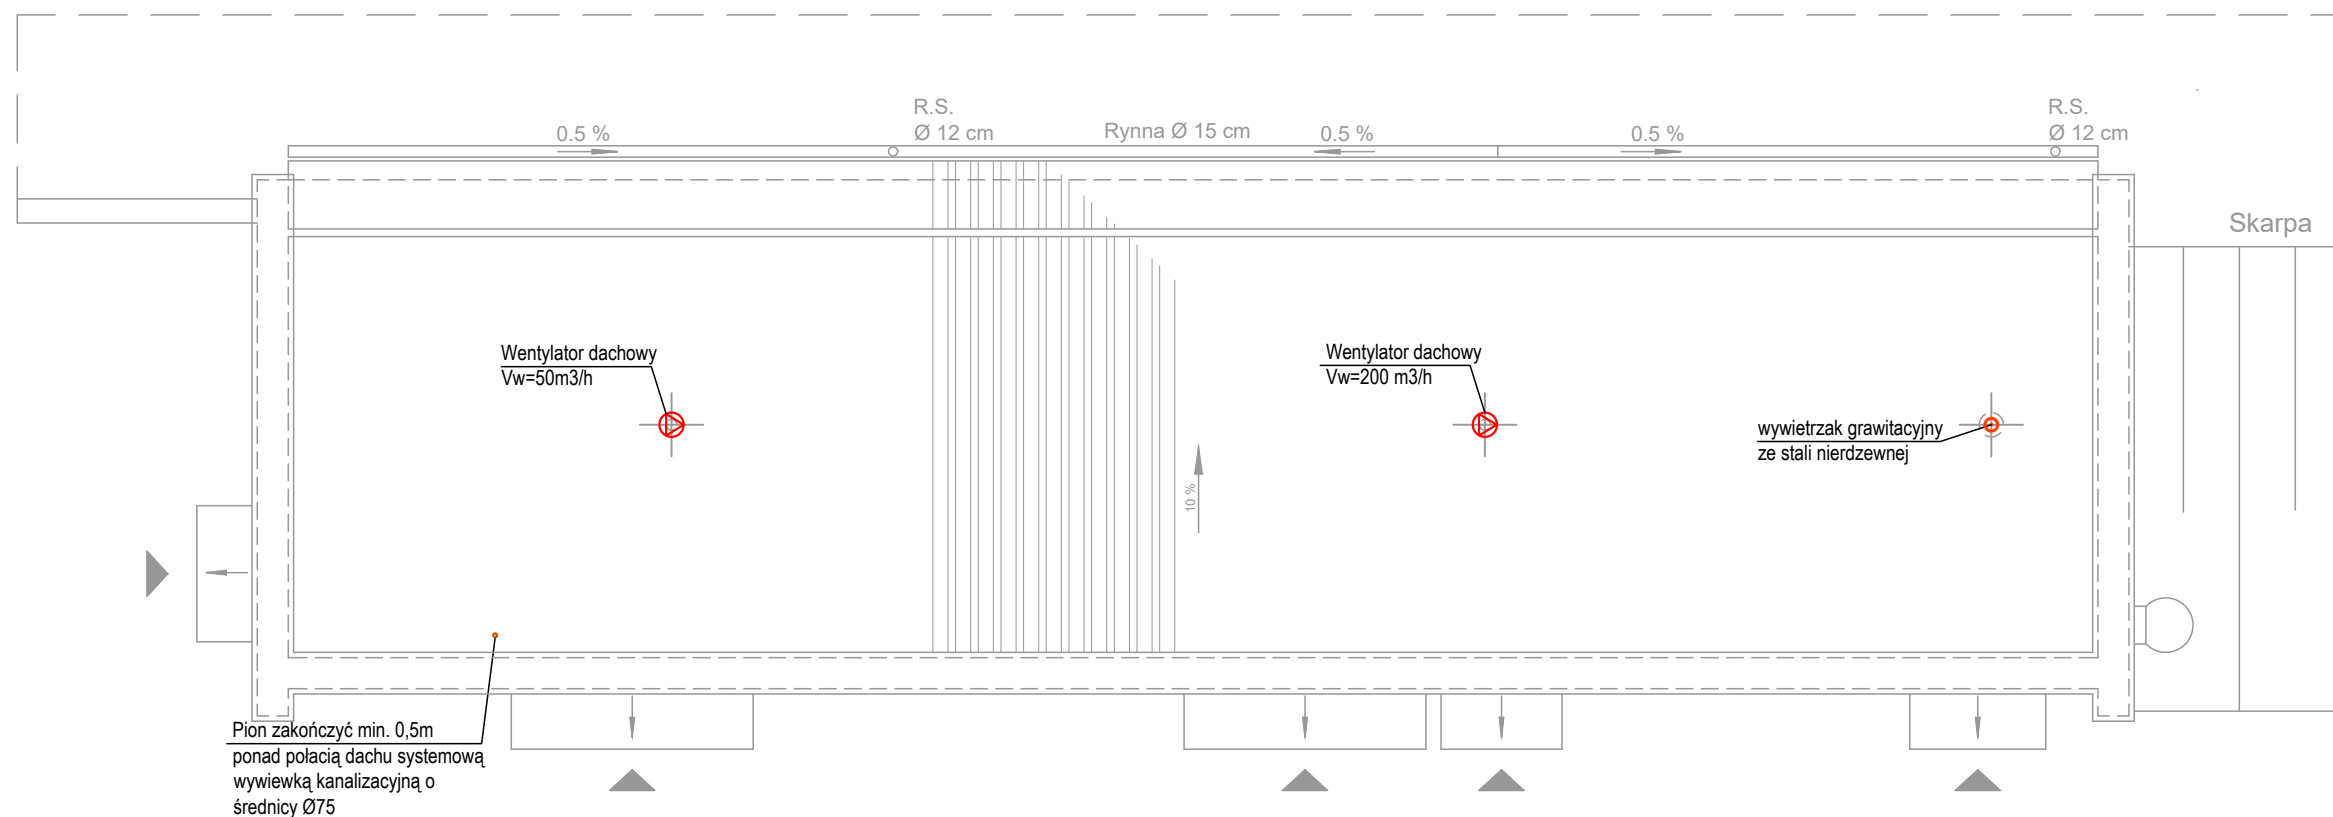 R.S.
Ø 12 cm
0.5 %
Rynna Ø 15 cm
0.5 %
0.5 %
R.S.
Ø 12 cm
Skarpa
Wentylator dachowy
Vw=50m3/h
Wentylator dachowy
Vw=200 m3/h
wywietrzak grawitacyjny
ze stali nierdzewnej
10 %
Pion zakończyć min. 0,5m
ponad połacią dachu systemową
wywiewką kanalizacyjną o
średnicy Ø75